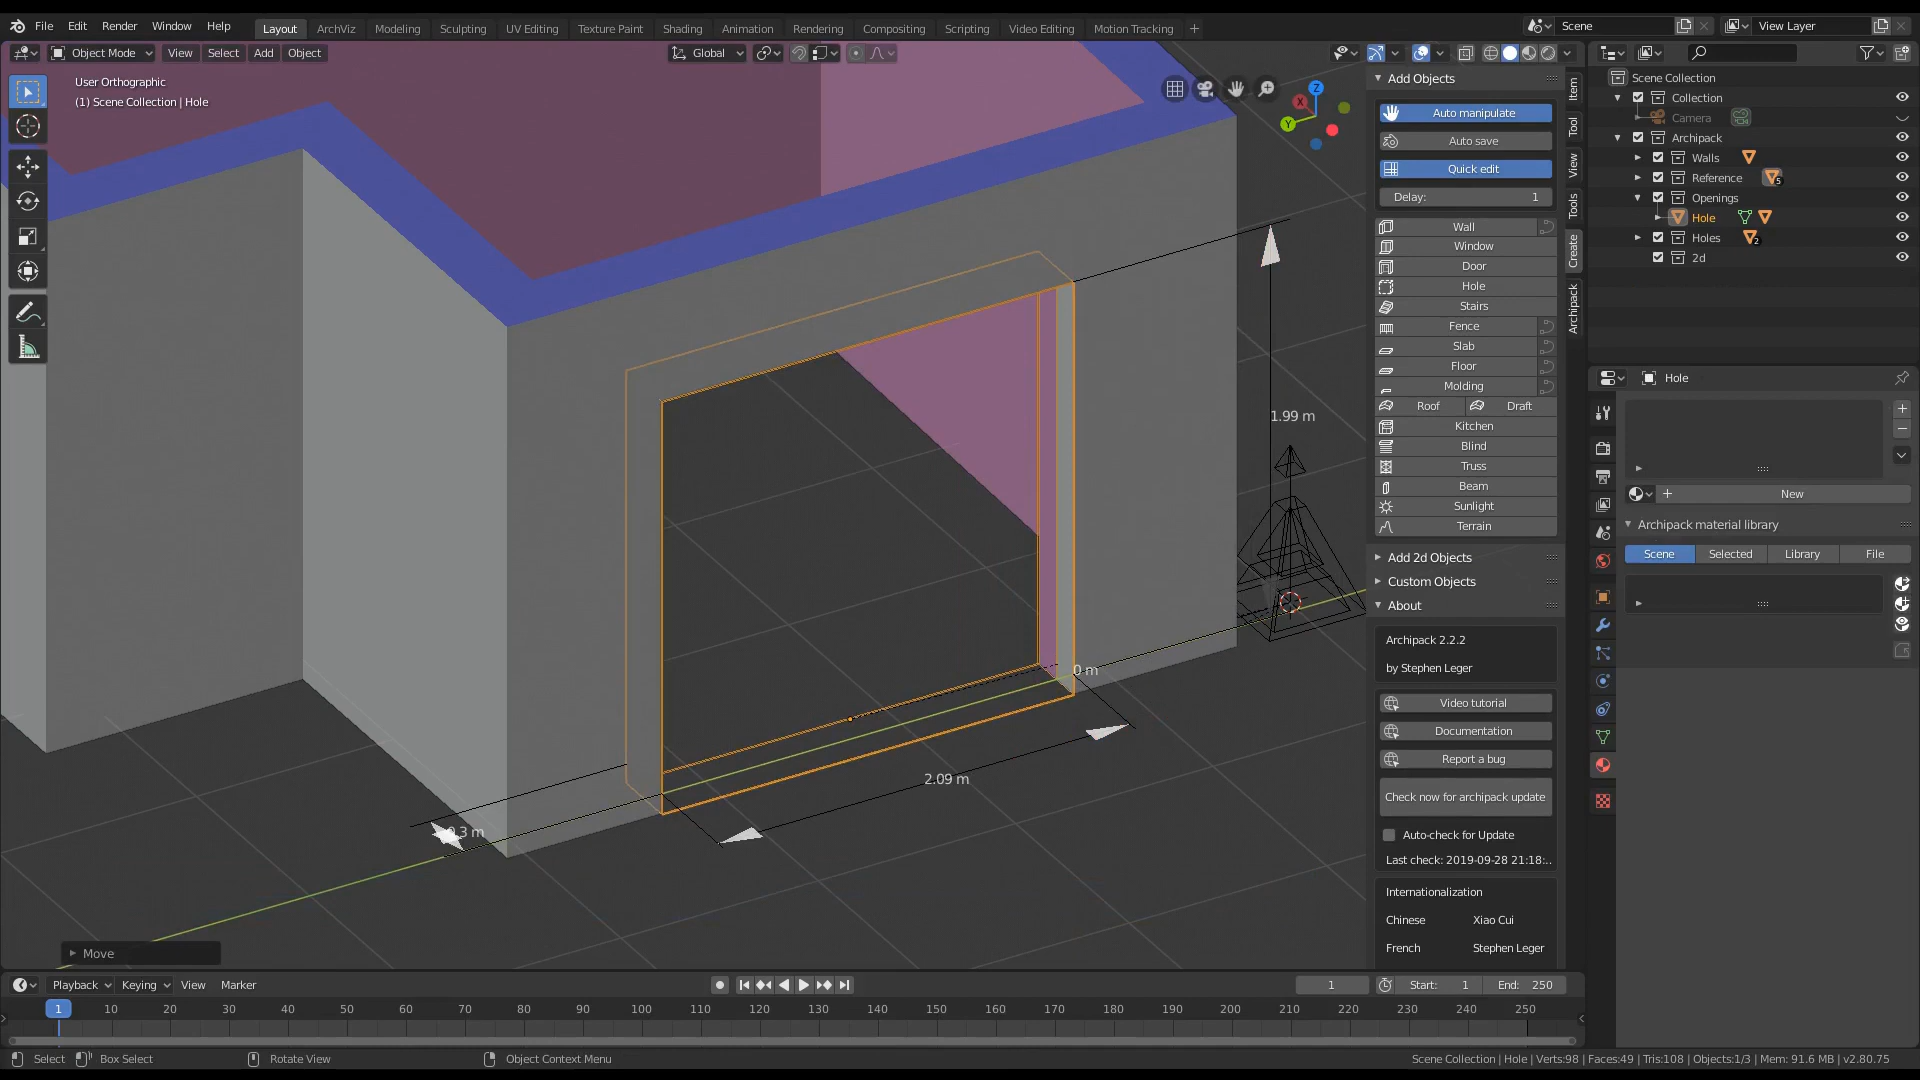 File Edit Render Window Help Layout ArchViz Modeling Sculpting UV Editing Texture Paint Shading Animation Rendering Compositing Scripting Video Editing Motion Tracking + Scene View Layer
Object Mode View Select Add Object Global
User Orthographic
(1) Scene Collection | Hole
Z
X
Y
1.99 m
0 m
2.09 m
Move
Add Objects
Auto manipulate
Auto save
Quick edit
Delay: 1
Wall
Window
Door
Hole
Stairs
Fence
Slab
Floor
Molding
Roof Draft
Kitchen
Blind
Truss
Beam
Sunlight
Terrain
Add 2d Objects
Custom Objects
About
Archipack 2.2.2
by Stephen Leger
Video tutorial
Documentation
Report a bug
Check now for archipack update
Auto-check for Update
Last check: 2019-09-28 21:18:..
Internationalization
Chinese Xiao Cui
French Stephen Leger
Item
Tool
View
Tools
Create
Archipack
Scene Collection
Collection
Camera
Archipack
Walls
Reference 5
Openings
Hole
Holes 2
2d
Hole
New
Archipack material library
Scene Selected Library File
Playback Keying View Marker 1 Start: 1 End: 250
1 10 20 30 40 50 60 70 80 90 100 110 120 130 140 150 160 170 180 190 200 210 220 230 240 250
Select Box Select Rotate View Object Context Menu Scene Collection | Hole | Verts:98 | Faces:49 | Tris:108 | Objects:1/3 | Mem: 91.6 MB | v2.80.75